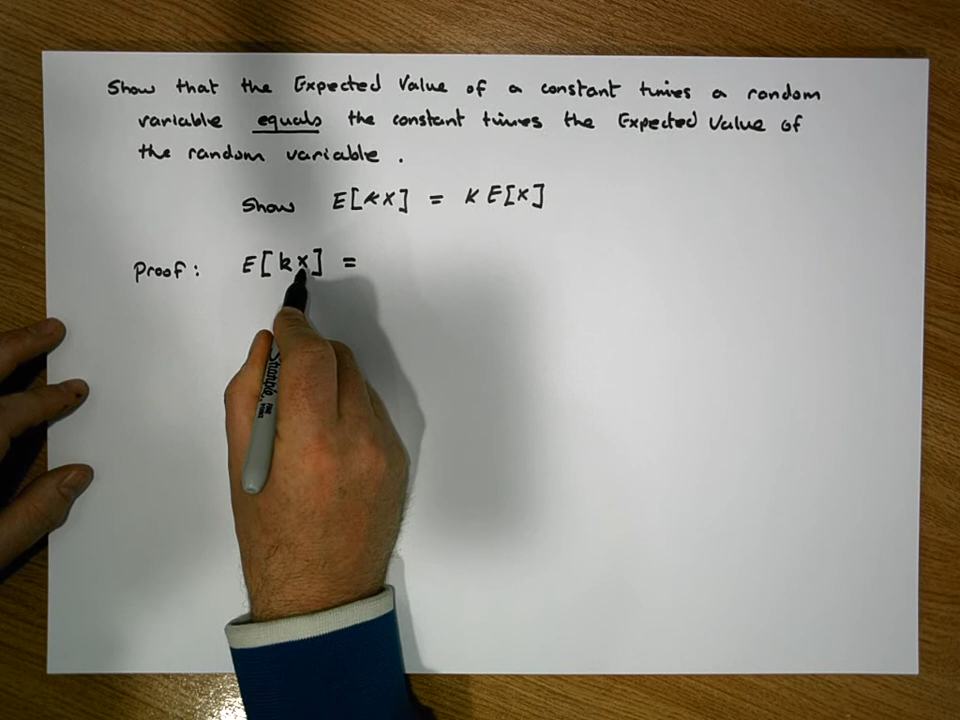 Show that the Expected Value of a constant times a random
variable equals the constant times the Expected Value of
the random variable .
Show E[kX] = k E[X]
Proof: E[kx] =
Sharpie